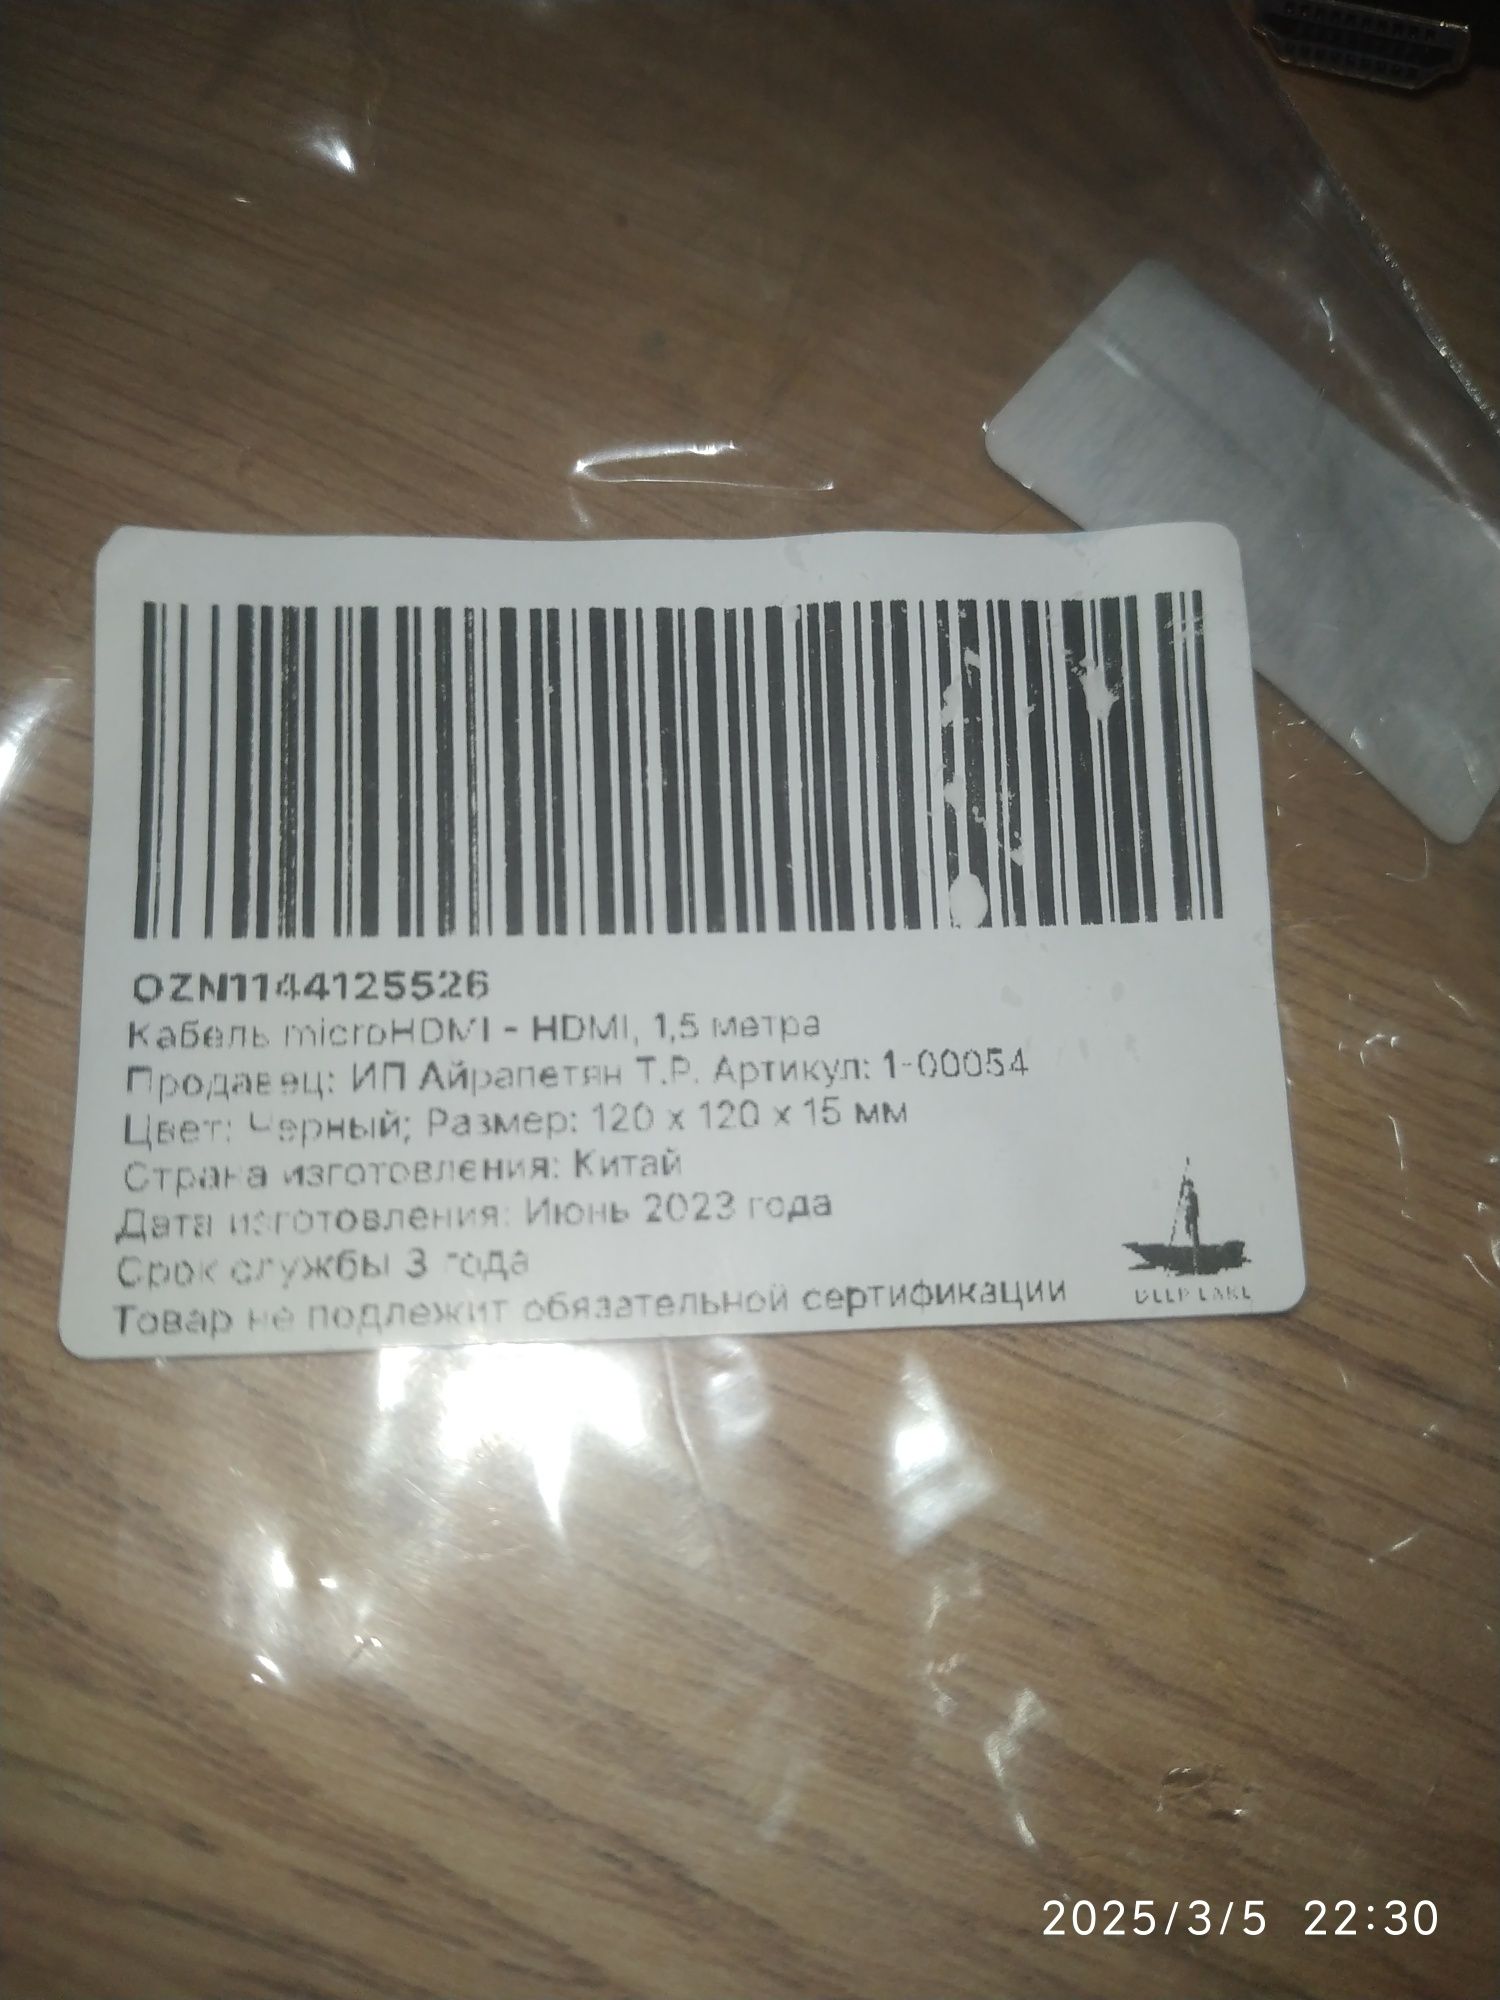 OZN1144125526
Кабель microHDMI - HDMI, 1,5 метра
Продавец: ИП Айрапетян Т.Р. Артикул: 1-00054
Цвет: Черный; Размер: 120 x 120 x 15 мм
Страна изготовления: Китай
Дата изготовления: Июнь 2023 года
Срок службы 3 года
Товар не подлежит обязательной сертификации
DEEP LAKE
2025/3/5 22:30